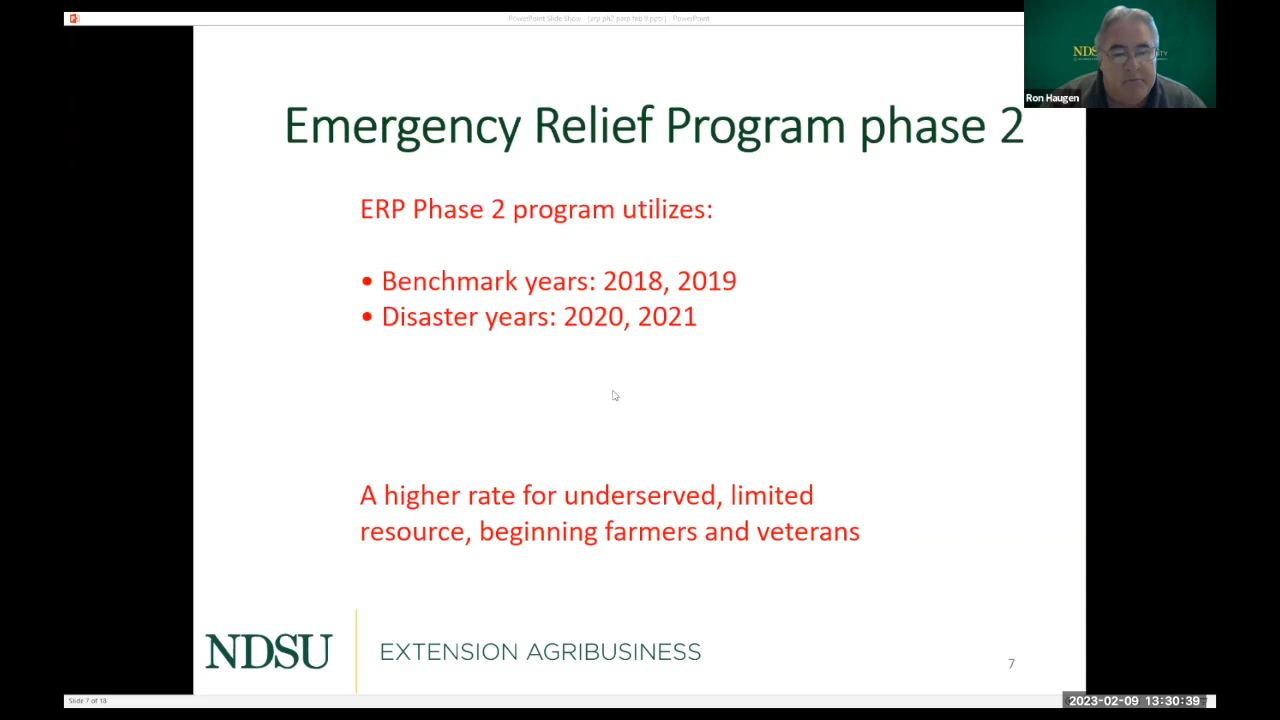 PowerPoint Slide Show - [erp ph2 parp feb 9.pptx] - PowerPoint
Ron Haugen
Emergency Relief Program phase 2
ERP Phase 2 program utilizes:
• Benchmark years: 2018, 2019
• Disaster years: 2020, 2021
A higher rate for underserved, limited
resource, beginning farmers and veterans
NDSU
EXTENSION AGRIBUSINESS
7
Slide 7 of 18
2023-02-09 13:30:39